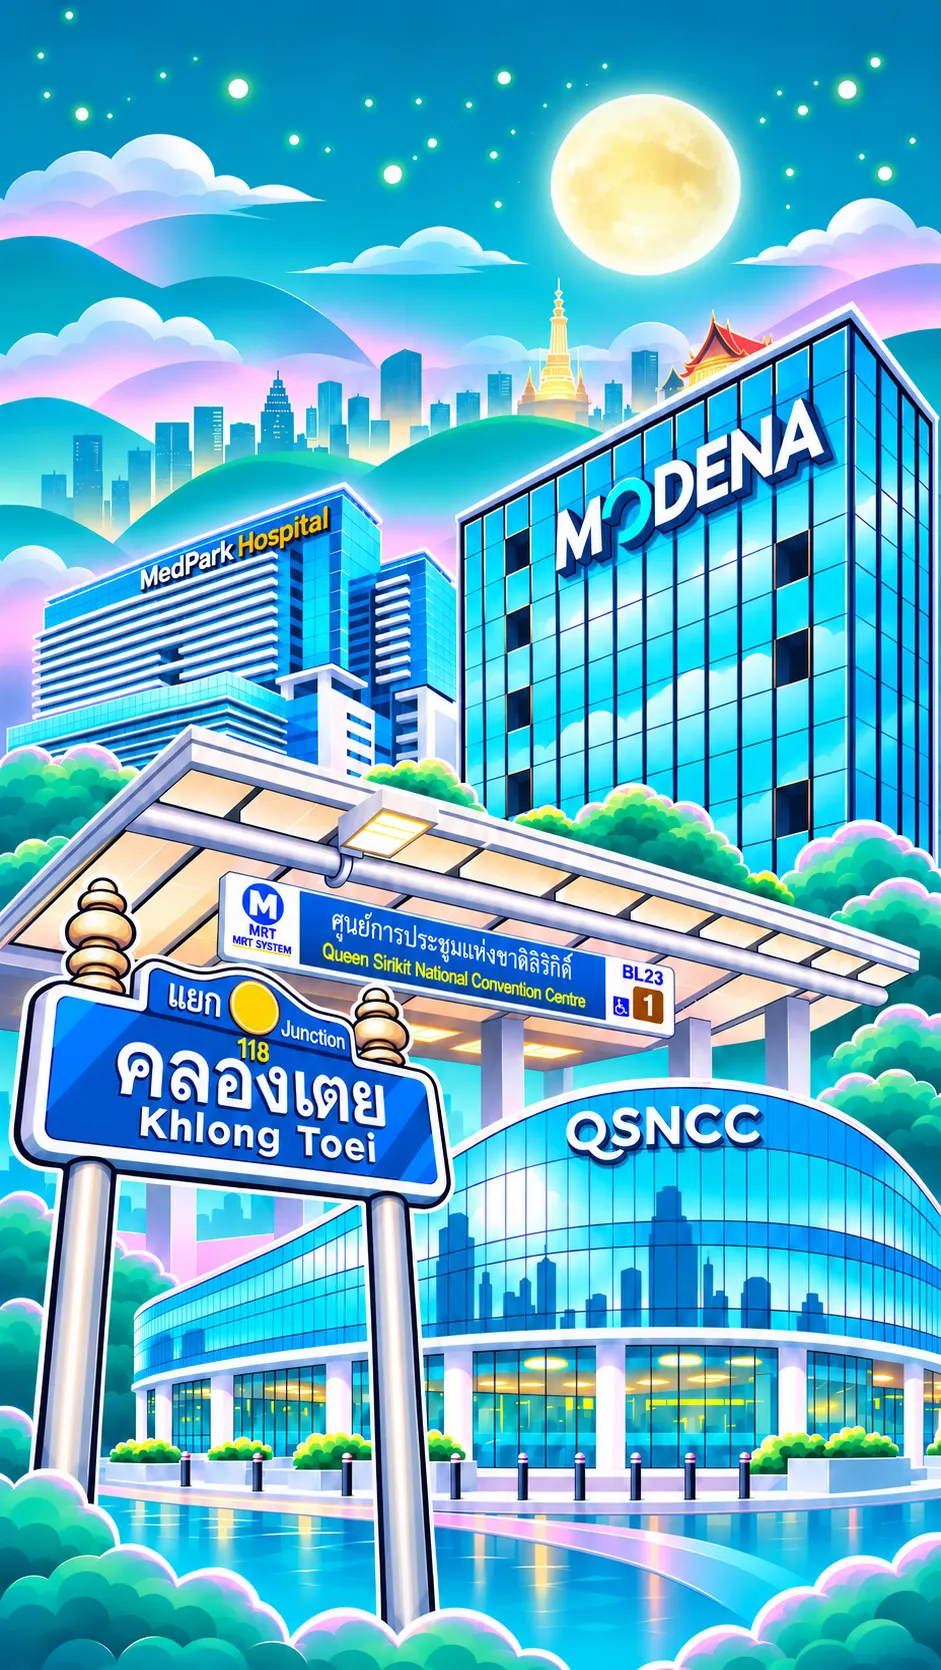 MODENA
MedPark Hospital
M
MRT
MRT SYSTEM
ศูนย์การประชุมแห่งชาติสิริกิติ์
Queen Sirikit National Convention Centre
BL23
1
แยก
118
Junction
คลองเตย
Khlong Toei
QSNCC